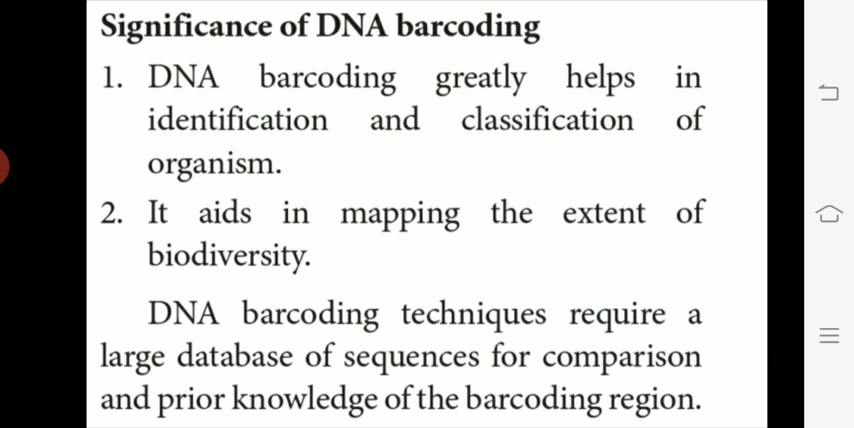 Significance of DNA barcoding
1. DNA barcoding greatly helps in
identification and classification of
organism.
2. It aids in mapping the extent of
biodiversity.
DNA barcoding techniques require a
large database of sequences for comparison
and prior knowledge of the barcoding region.